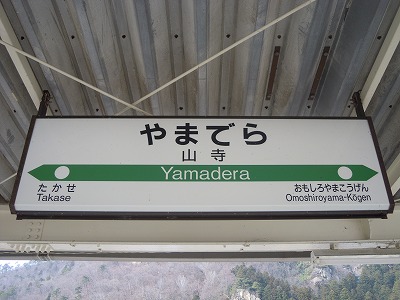 やまでら
山寺
Yamadera
たかせ
Takase
おもしろやまこうげん
Omoshiroyama-Kōgen